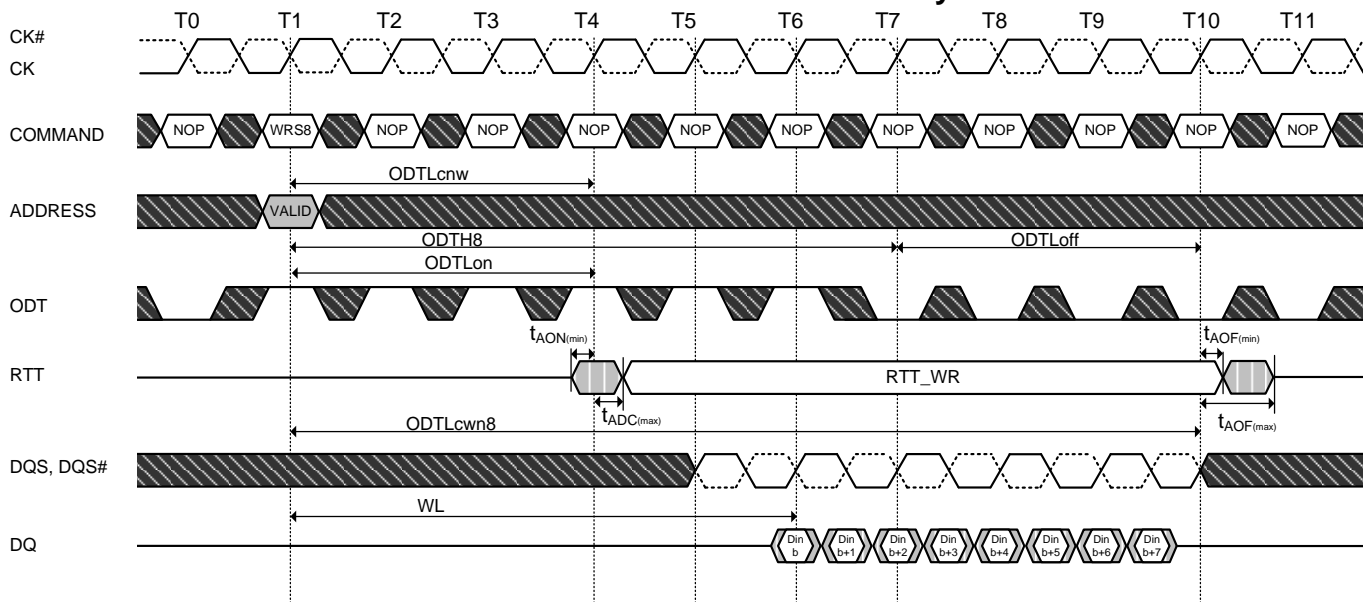 T0 T1 T2 T3 T4 T5 T6 T7 T8 T9 T10 T11
CK#
CK
COMMAND NOP WRS8 NOP NOP NOP NOP NOP NOP NOP NOP NOP NOP
ODTLcnw
ADDRESS VALID
ODTH8 ODTLoff
ODTLon
ODT
tAON(min) tAOF(min)
RTT RTT_WR
tADC(max) tAOF(max)
ODTLcwn8
DQS, DQS#
WL
DQ Din b Din b+1 Din b+2 Din b+3 Din b+4 Din b+5 Din b+6 Din b+7